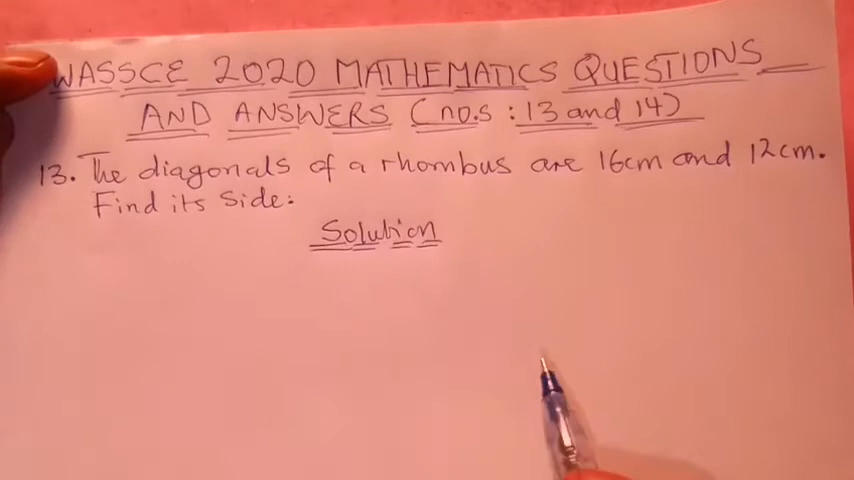 WASSCE 2020 MATHEMATICS QUESTIONS
AND ANSWERS (no.s : 13 and 14)
13. The diagonals of a rhombus are 16cm and 12cm.
Find its side:
Solution